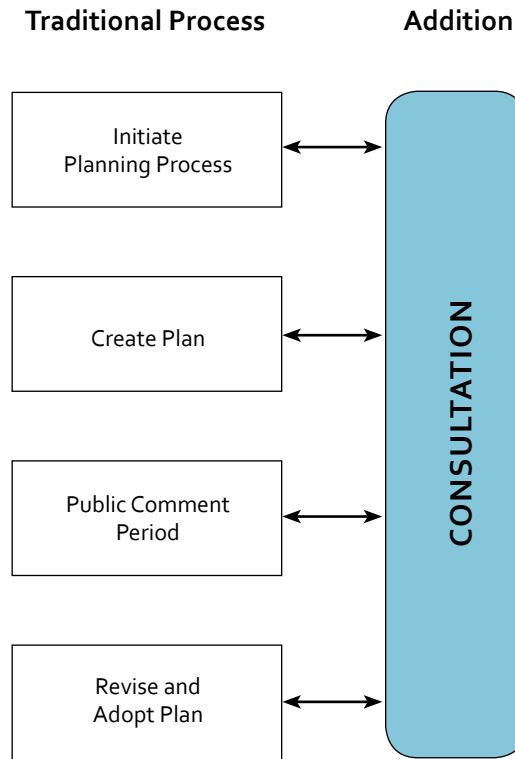 Traditional Process
Addition
Initiate
Planning Process
Create Plan
Public Comment
Period
Revise and
Adopt Plan
CONSULTATION